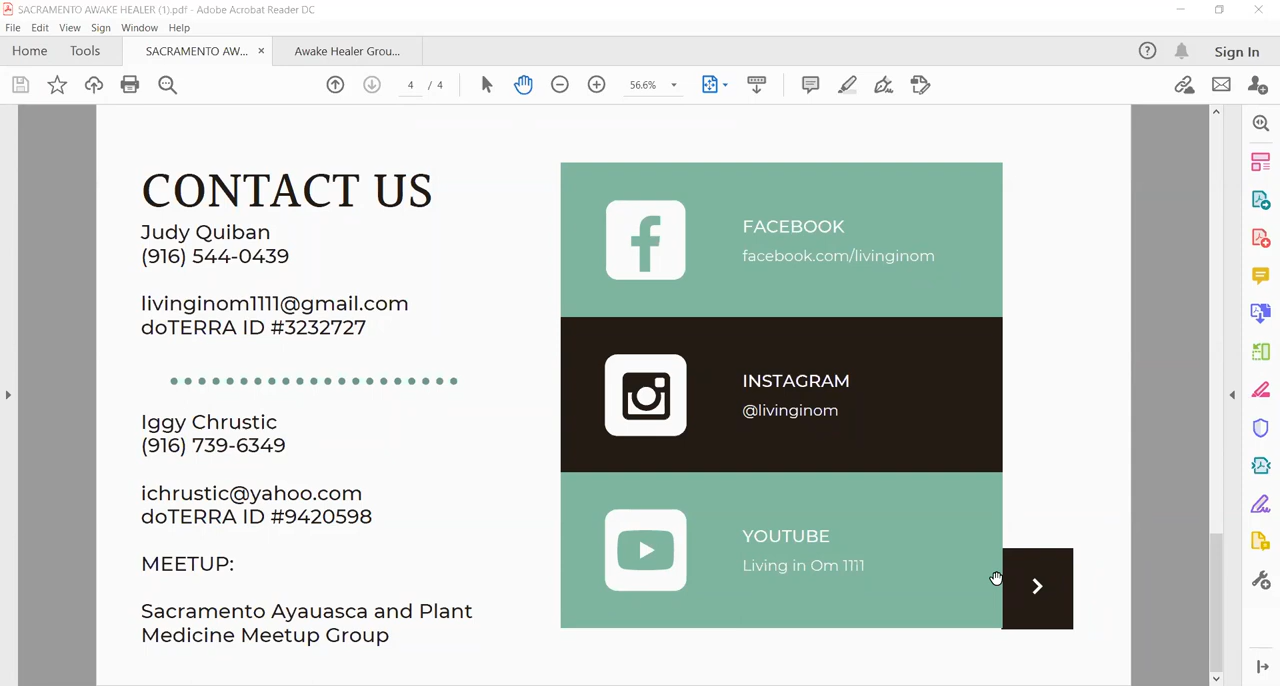 SACRAMENTO AWAKE HEALER (1).pdf - Adobe Acrobat Reader DC
File Edit View Sign Window Help
Home Tools SACRAMENTO AW... × Awake Healer Grou... Sign In
4 / 4 56.6%
CONTACT US
Judy Quiban
(916) 544-0439
livinginom1111@gmail.com
doTERRA ID #3232727
Iggy Chrustic
(916) 739-6349
ichrustic@yahoo.com
doTERRA ID #9420598
MEETUP:
Sacramento Ayauasca and Plant
Medicine Meetup Group
FACEBOOK
facebook.com/livinginom
INSTAGRAM
@livinginom
YOUTUBE
Living in Om 1111